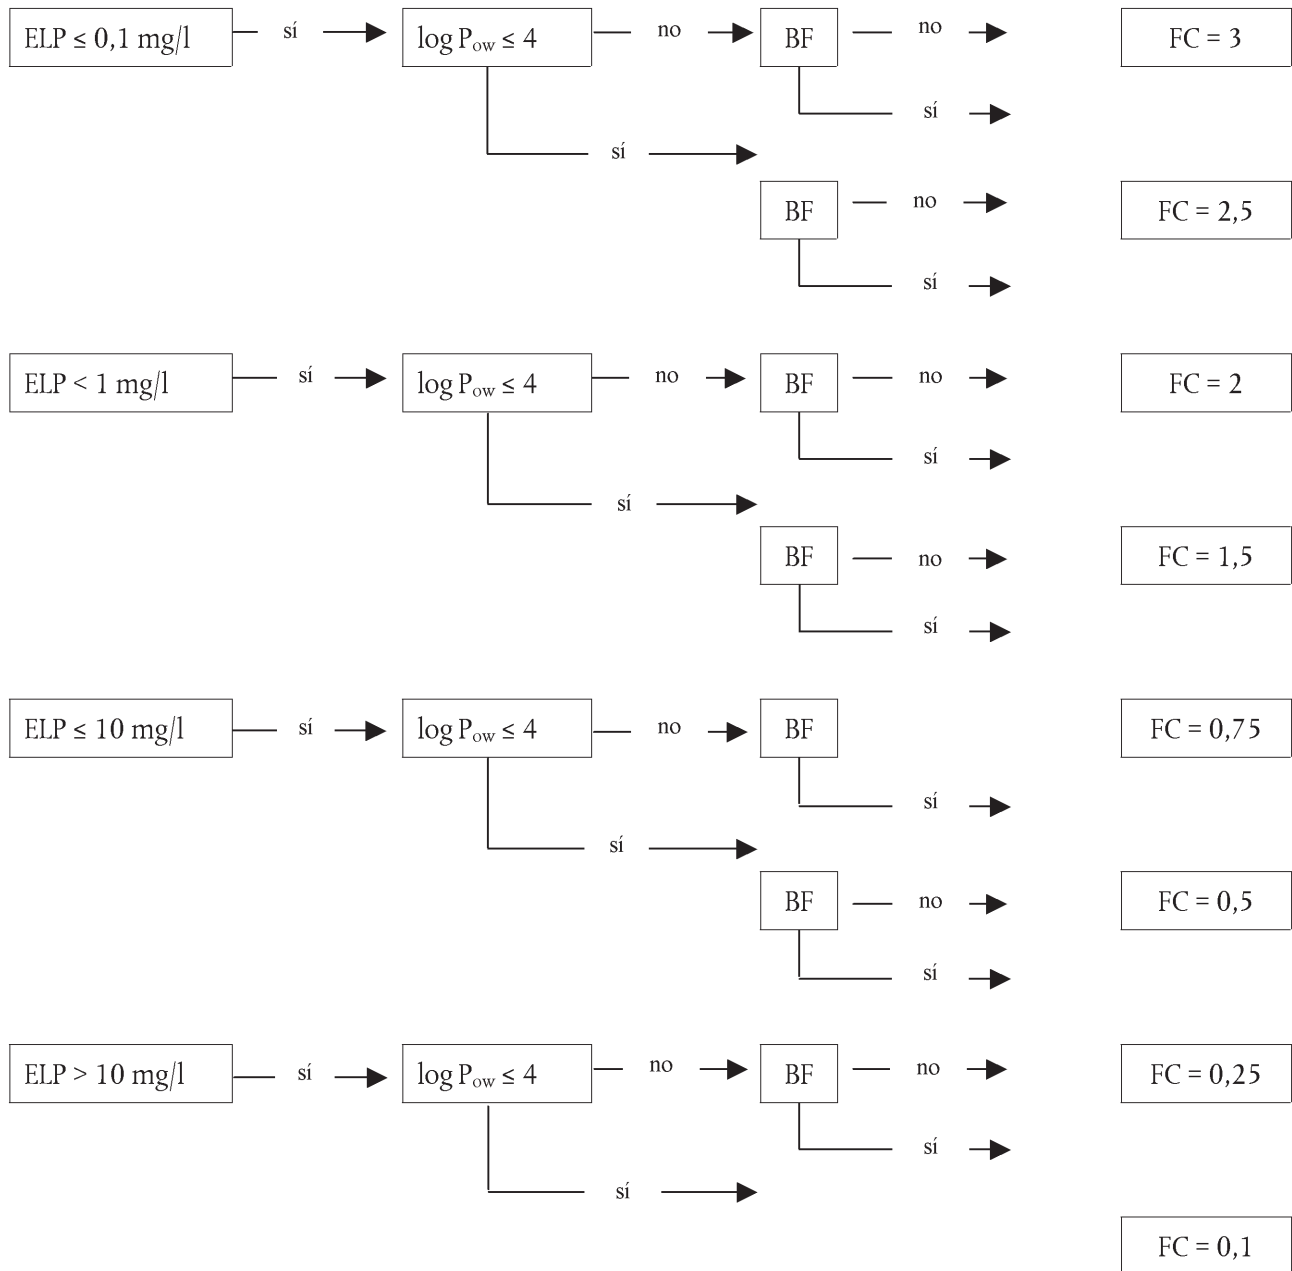 ELP ≤ 0,1 mg/l sí log Pow ≤ 4 no BF no FC = 3
sí
sí
BF no FC = 2,5
sí
ELP < 1 mg/l sí log Pow ≤ 4 no BF no FC = 2
sí
sí
BF no FC = 1,5
sí
ELP ≤ 10 mg/l sí log Pow ≤ 4 no BF FC = 0,75
sí
sí
BF no FC = 0,5
sí
ELP > 10 mg/l sí log Pow ≤ 4 no BF no FC = 0,25
sí
sí
FC = 0,1